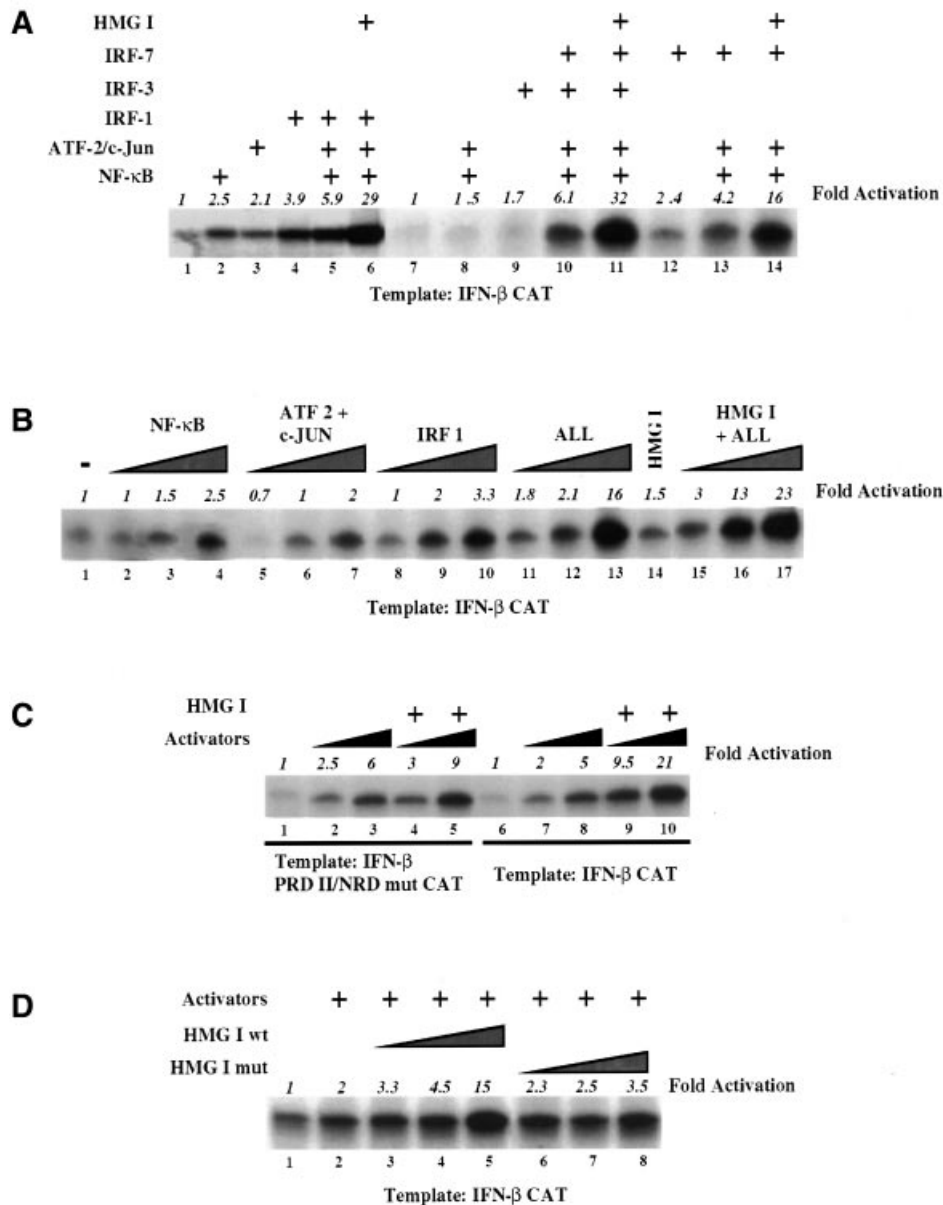 A
HMG I + + +
IRF-7 + + + + +
IRF-3 + + +
IRF-1 + + +
ATF-2/c-Jun + + + + + + + +
NF-κB + + + + + + + +
1 2.5 2.1 3.9 5.9 29 1 1.5 1.7 6.1 32 2.4 4.2 16 Fold Activation
1 2 3 4 5 6 7 8 9 10 11 12 13 14
Template: IFN-β CAT
B
- NF-κB ATF 2 + c-JUN IRF 1 ALL HMG I HMG I + ALL
1 1 1.5 2.5 0.7 1 2 1 2 3.3 1.8 2.1 16 1.5 3 13 23 Fold Activation
1 2 3 4 5 6 7 8 9 10 11 12 13 14 15 16 17
Template: IFN-β CAT
C
HMG I + + + +
Activators
1 2.5 6 3 9 1 2 5 9.5 21 Fold Activation
1 2 3 4 5 6 7 8 9 10
Template: IFN-β
PRD II/NRD mut CAT
Template: IFN-β CAT
D
Activators + + + + + + +
HMG I wt
HMG I mut
1 2 3.3 4.5 15 2.3 2.5 3.5 Fold Activation
1 2 3 4 5 6 7 8
Template: IFN-β CAT